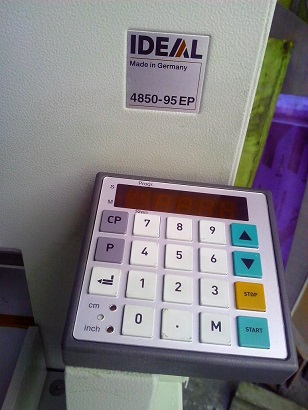 IDEAL
Made in Germany
4850-95 EP
S Progr.
M
CP 7 8 9
P 4 5 6
1 2 3 STOP
cm
inch 0 . M START